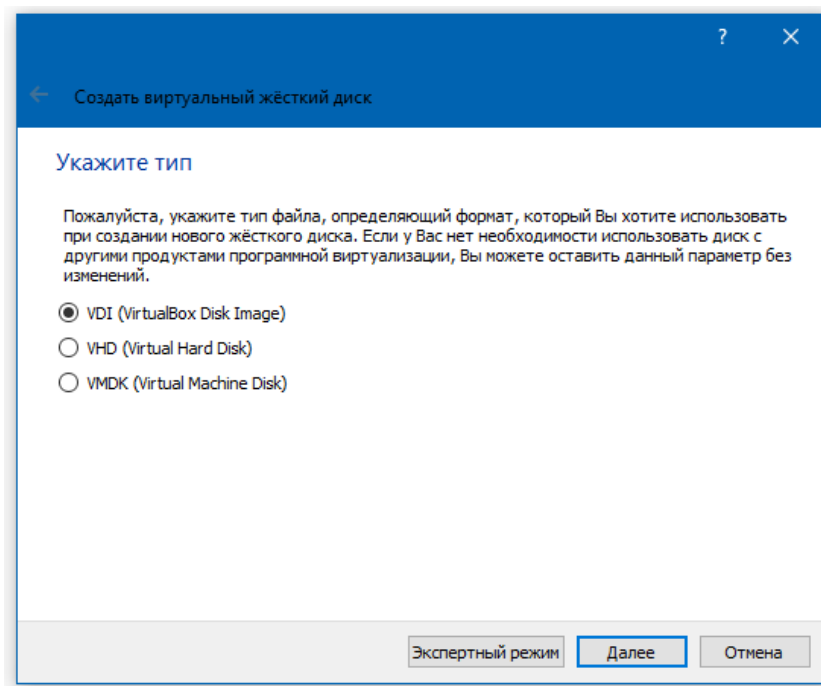 ?
Создать виртуальный жёсткий диск
Укажите тип
Пожалуйста, укажите тип файла, определяющий формат, который Вы хотите использовать
при создании нового жёсткого диска. Если у Вас нет необходимости использовать диск с
другими продуктами программной виртуализации, Вы можете оставить данный параметр без
изменений.
VDI (VirtualBox Disk Image)
VHD (Virtual Hard Disk)
VMDK (Virtual Machine Disk)
Экспертный режим Далее Отмена